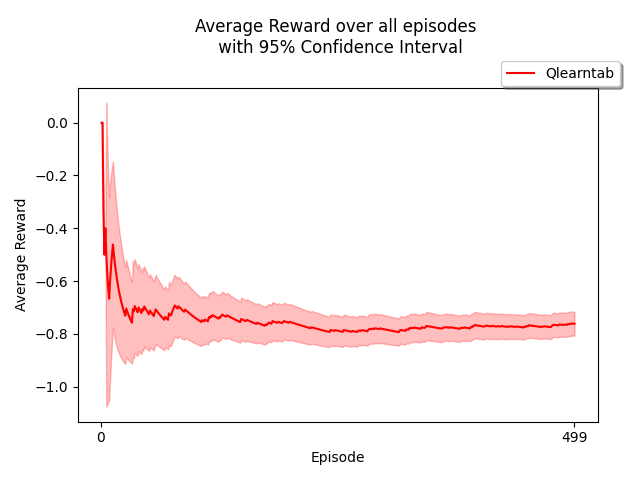 Average Reward over all episodes
with 95% Confidence Interval
Qlearntab
0.0
−0.2
−0.4
−0.6
−0.8
−1.0
Average Reward
0
499
Episode